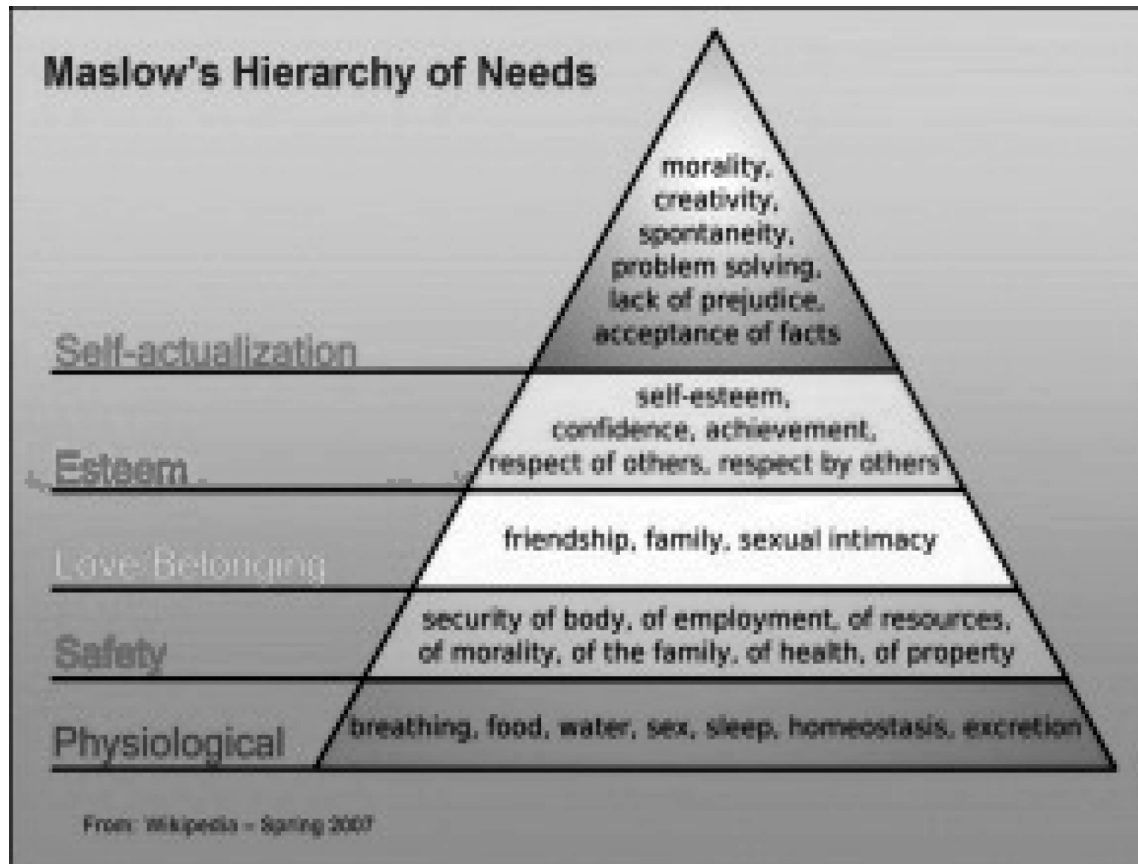 Maslow's Hierarchy of Needs
morality,
creativity,
spontaneity,
problem solving,
lack of prejudice,
acceptance of facts
Self-actualization
self-esteem,
confidence, achievement,
respect of others, respect by others
Esteem
friendship, family, sexual intimacy
Love/Belonging
security of body, of employment, of resources,
of morality, of the family, of health, of property
Safety
breathing, food, water, sex, sleep, homeostasis, excretion
Physiological
From: Wikipedia – Spring 2007